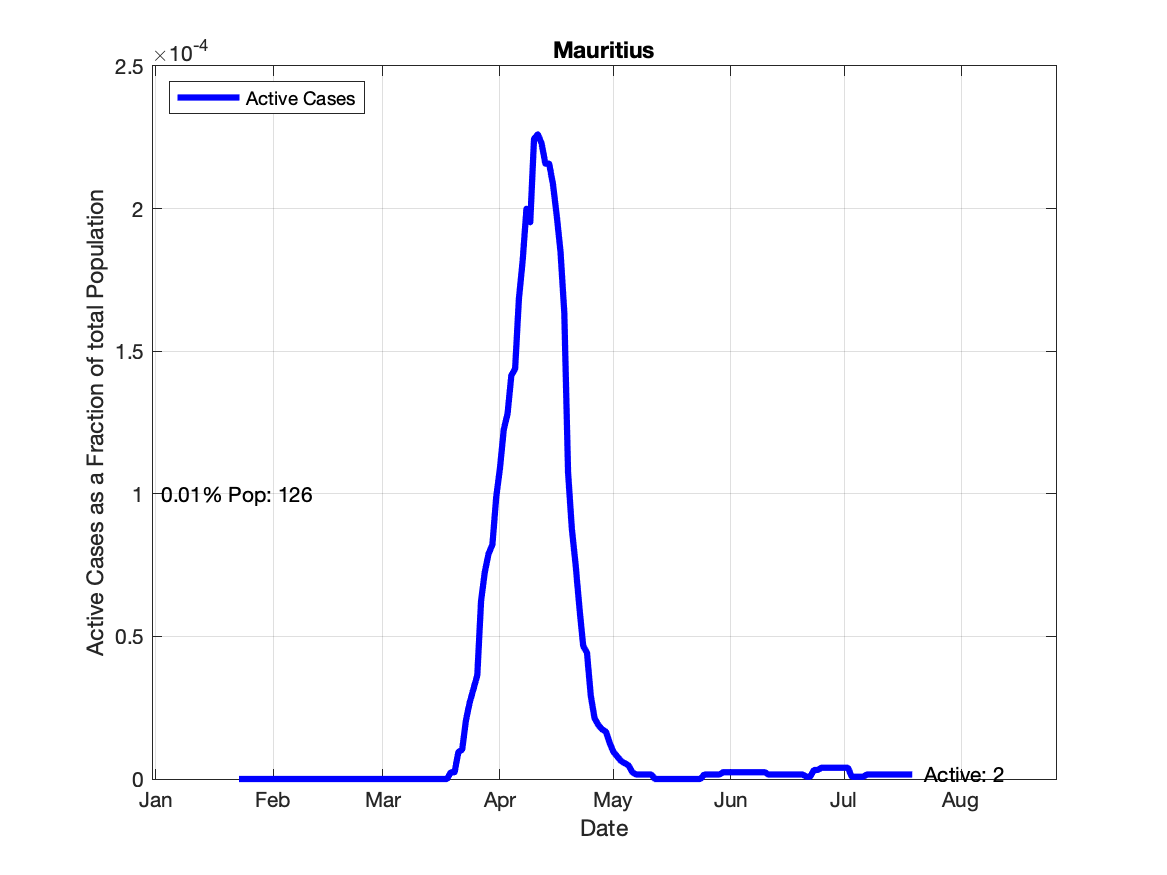 Mauritius
×10⁻⁴
Active Cases
2.5
2
1.5
1
0.5
0
0.01% Pop: 126
Active: 2
Active Cases as a Fraction of total Population
Jan Feb Mar Apr May Jun Jul Aug
Date